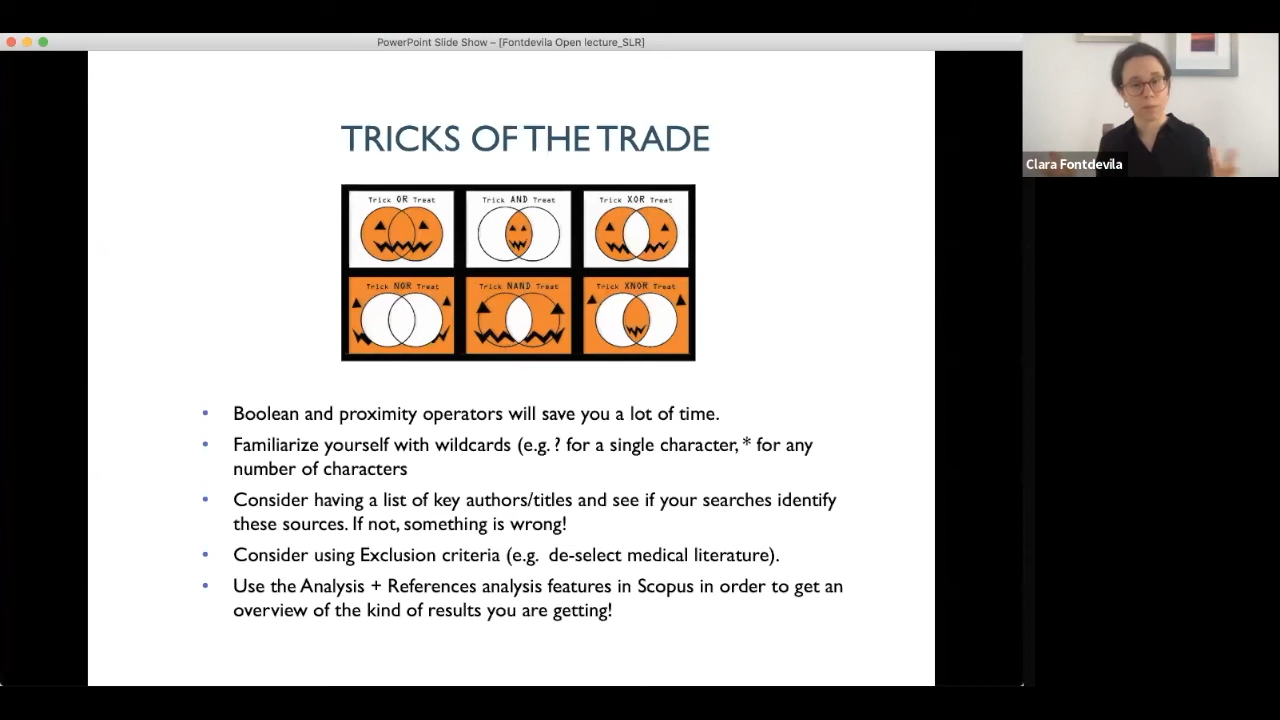 PowerPoint Slide Show – [Fontdevila Open lecture_SLR]
Clara Fontdevila
TRICKS OF THE TRADE
Trick OR Treat
Trick AND Treat
Trick XOR Treat
Trick NOR Treat
Trick NAND Treat
Trick XNOR Treat
• Boolean and proximity operators will save you a lot of time.
• Familiarize yourself with wildcards (e.g. ? for a single character, * for any
number of characters
• Consider having a list of key authors/titles and see if your searches identify
these sources. If not, something is wrong!
• Consider using Exclusion criteria (e.g. de-select medical literature).
• Use the Analysis + References analysis features in Scopus in order to get an
overview of the kind of results you are getting!